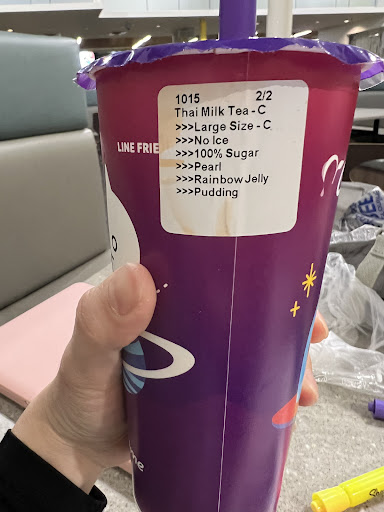 1015 2/2
Thai Milk Tea - C
>>>Large Size - C
>>>No Ice
>>>100% Sugar
>>>Pearl
>>>Rainbow Jelly
>>>Pudding
LINE FRIE